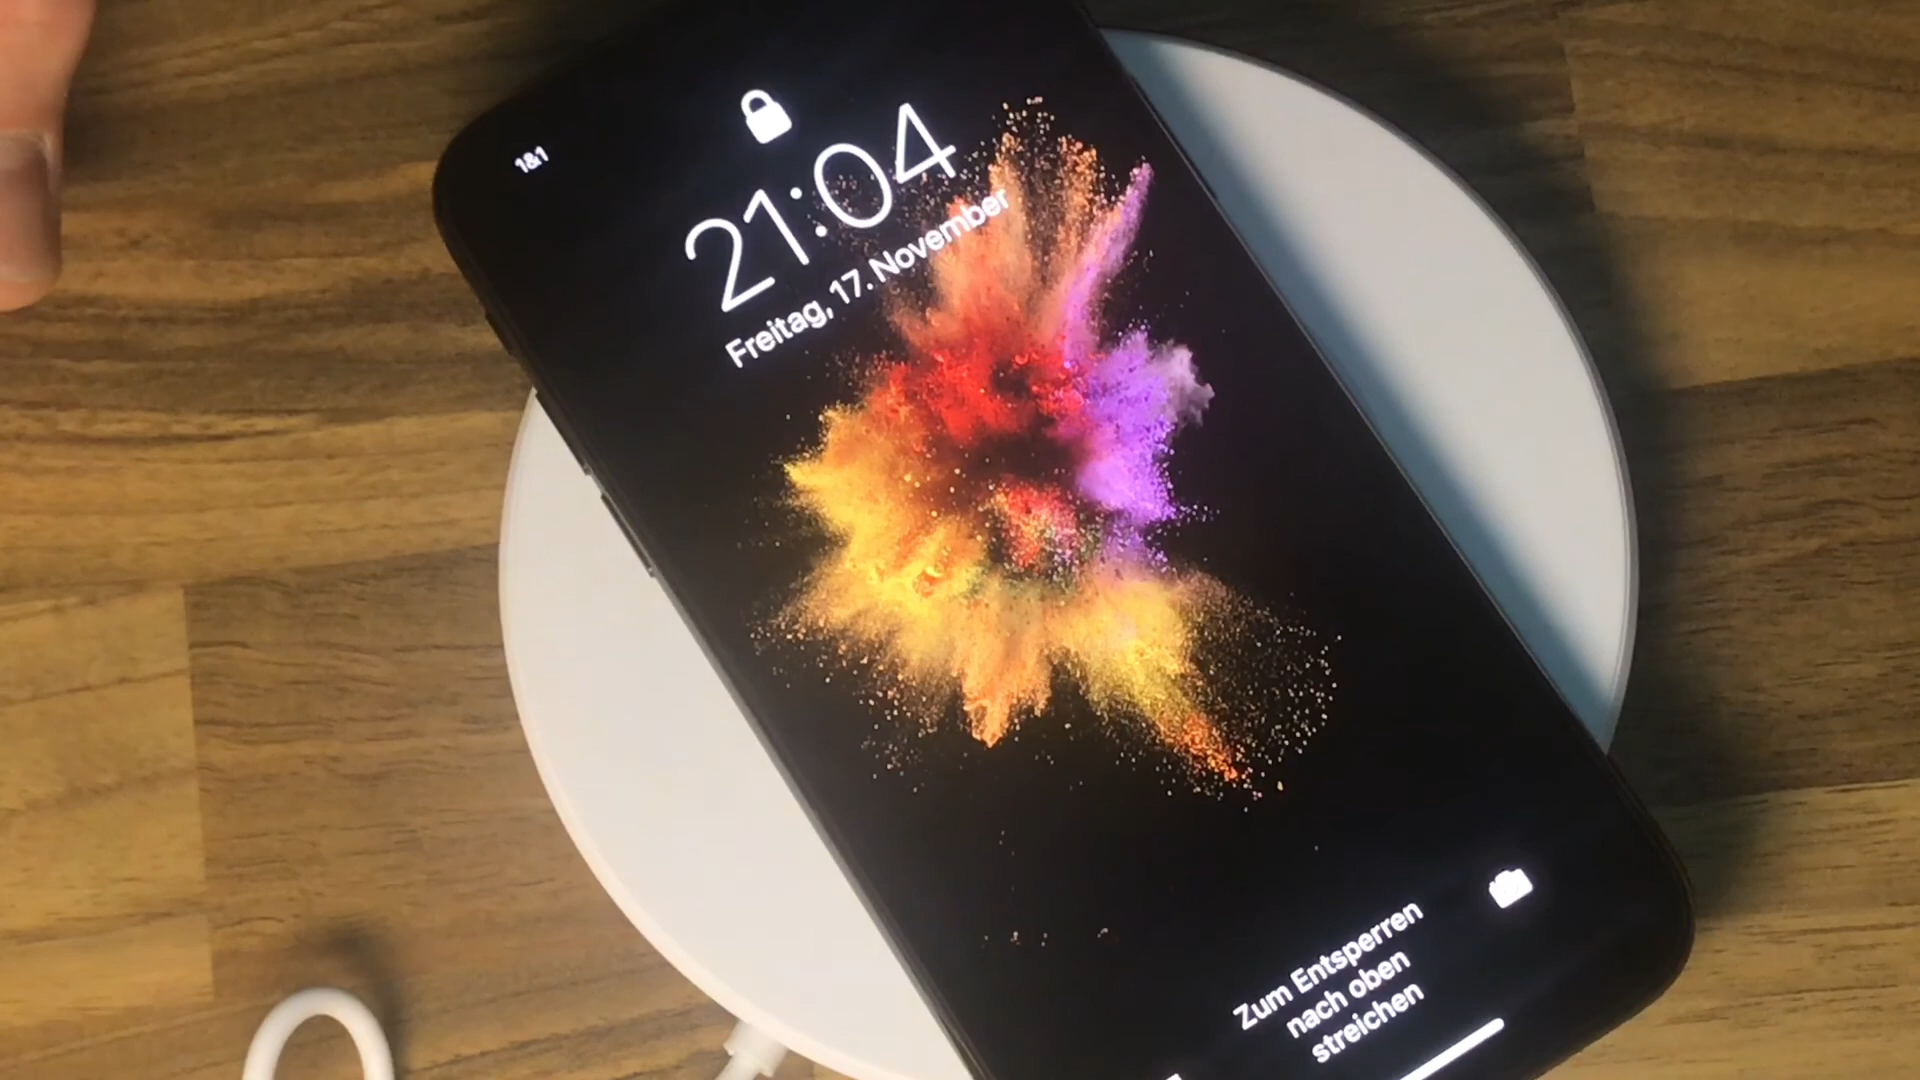 1&1
21:04
Freitag, 17. November
Zum Entsperren
nach oben
streichen